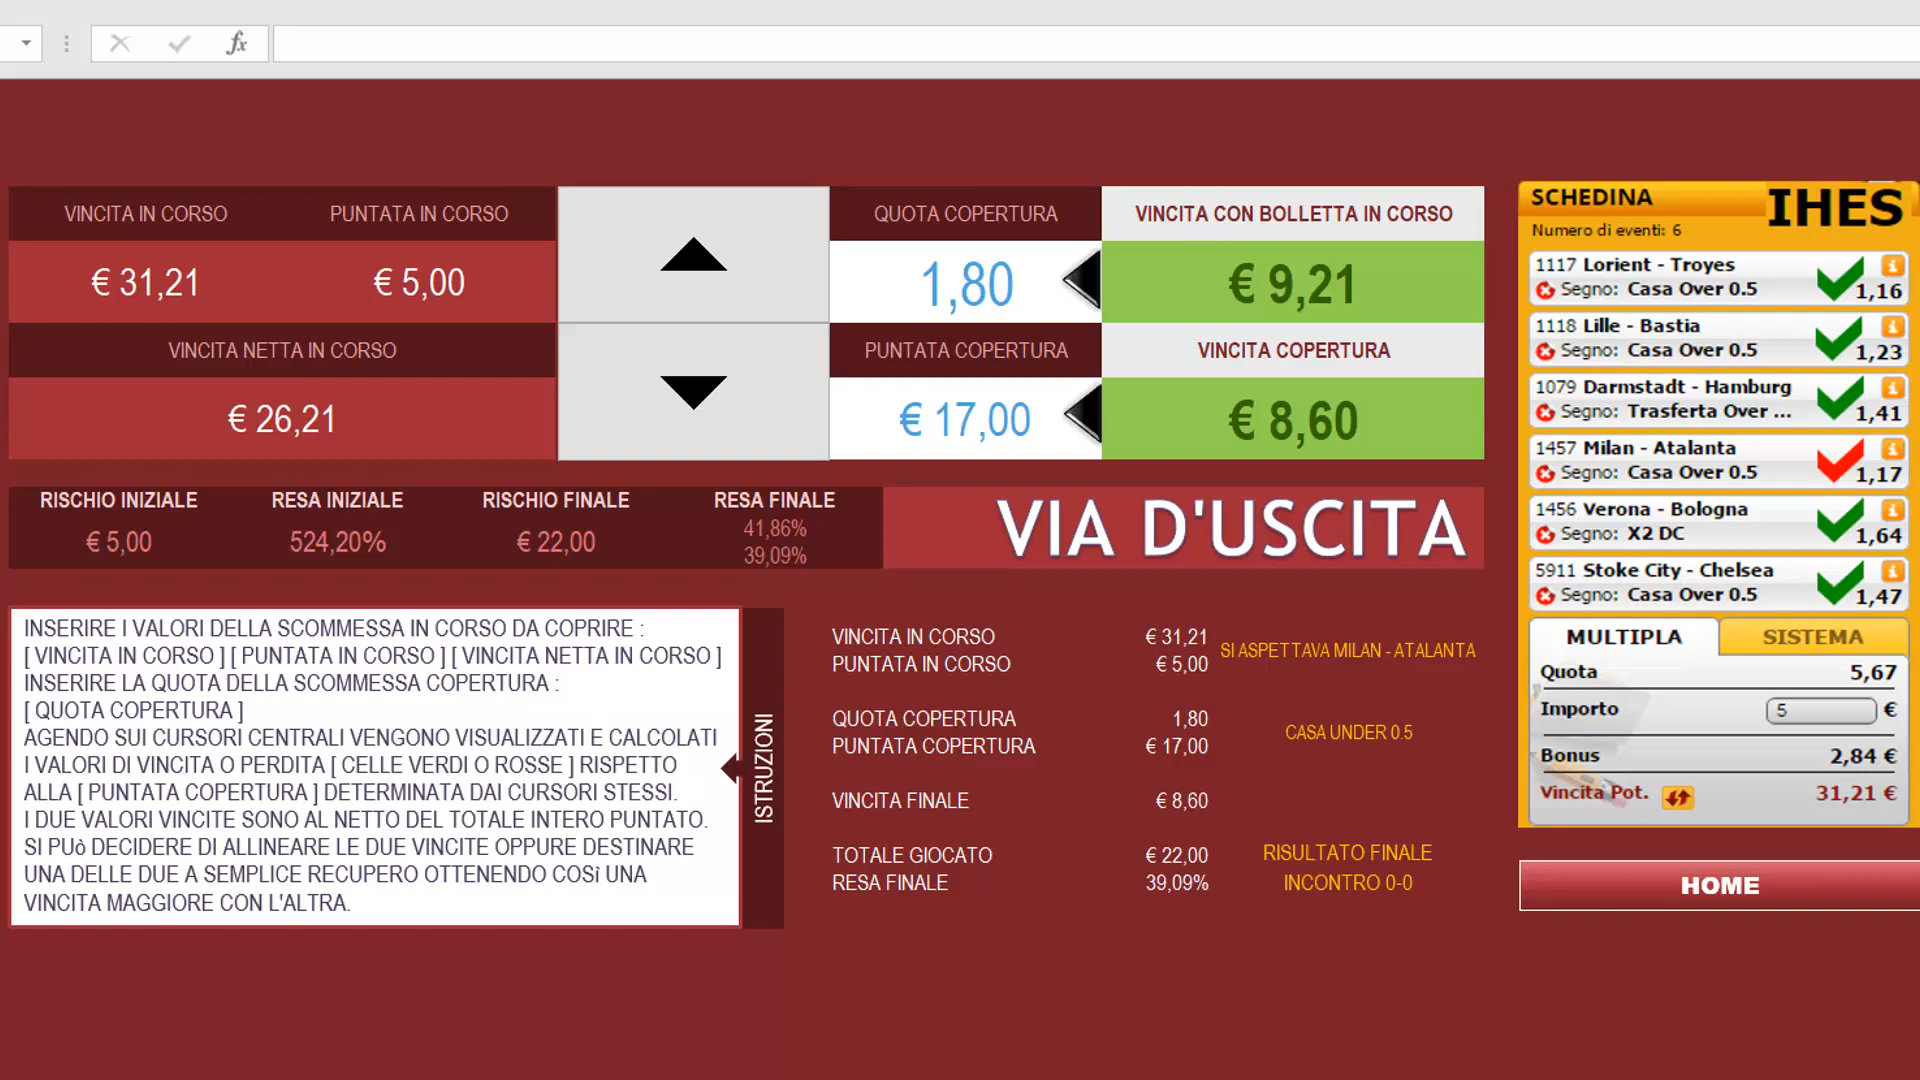 fx
VINCITA IN CORSO PUNTATA IN CORSO
€ 31,21 € 5,00
VINCITA NETTA IN CORSO
€ 26,21
QUOTA COPERTURA VINCITA CON BOLLETTA IN CORSO
1,80 € 9,21
PUNTATA COPERTURA VINCITA COPERTURA
€ 17,00 € 8,60
RISCHIO INIZIALE RESA INIZIALE RISCHIO FINALE RESA FINALE
€ 5,00 524,20% € 22,00 41,86%
39,09%
VIA D'USCITA
INSERIRE I VALORI DELLA SCOMMESSA IN CORSO DA COPRIRE :
[ VINCITA IN CORSO ] [ PUNTATA IN CORSO ] [ VINCITA NETTA IN CORSO ]
INSERIRE LA QUOTA DELLA SCOMMESSA COPERTURA :
[ QUOTA COPERTURA ]
AGENDO SUI CURSORI CENTRALI VENGONO VISUALIZZATI E CALCOLATI
I VALORI DI VINCITA O PERDITA [ CELLE VERDI O ROSSE ] RISPETTO
ALLA [ PUNTATA COPERTURA ] DETERMINATA DAI CURSORI STESSI.
I DUE VALORI VINCITE SONO AL NETTO DEL TOTALE INTERO PUNTATO.
SI PUò DECIDERE DI ALLINEARE LE DUE VINCITE OPPURE DESTINARE
UNA DELLE DUE A SEMPLICE RECUPERO OTTENENDO COSì UNA
VINCITA MAGGIORE CON L'ALTRA.
ISTRUZIONI
VINCITA IN CORSO € 31,21
PUNTATA IN CORSO € 5,00
SI ASPETTAVA MILAN - ATALANTA
QUOTA COPERTURA 1,80
PUNTATA COPERTURA € 17,00
CASA UNDER 0.5
VINCITA FINALE € 8,60
TOTALE GIOCATO € 22,00
RESA FINALE 39,09%
RISULTATO FINALE
INCONTRO 0-0
SCHEDINA IHES
Numero di eventi: 6
1117 Lorient - Troyes
Segno: Casa Over 0.5 1,16
1118 Lille - Bastia
Segno: Casa Over 0.5 1,23
1079 Darmstadt - Hamburg
Segno: Trasferta Over ... 1,41
1457 Milan - Atalanta
Segno: Casa Over 0.5 1,17
1456 Verona - Bologna
Segno: X2 DC 1,64
5911 Stoke City - Chelsea
Segno: Casa Over 0.5 1,47
MULTIPLA SISTEMA
Quota 5,67
Importo 5 €
Bonus 2,84 €
Vincita Pot. 31,21 €
HOME